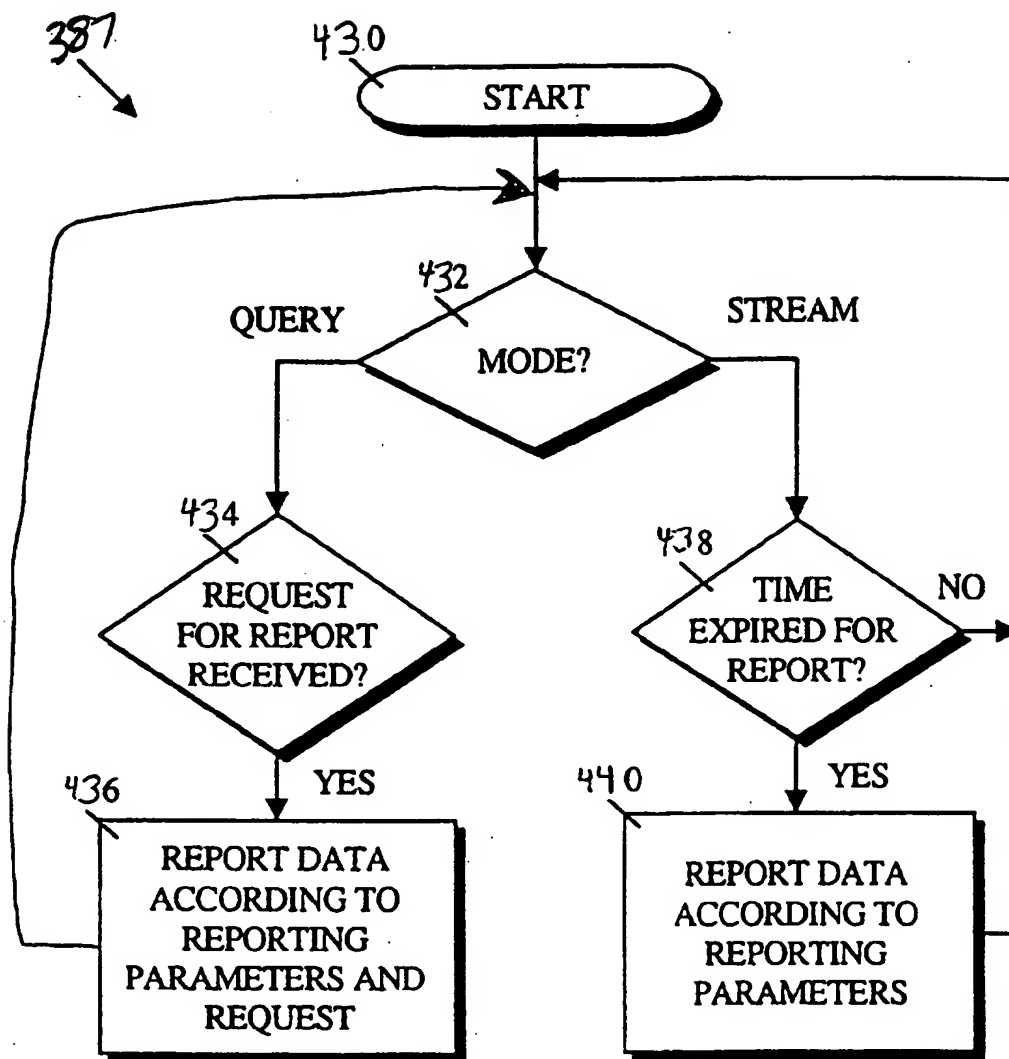 387
430
START
432
QUERY
STREAM
MODE?
434
REQUEST
FOR REPORT
RECEIVED?
438
TIME
EXPIRED FOR
REPORT?
NO
YES
YES
436
REPORT DATA
ACCORDING TO
REPORTING
PARAMETERS AND
REQUEST
440
REPORT DATA
ACCORDING TO
REPORTING
PARAMETERS